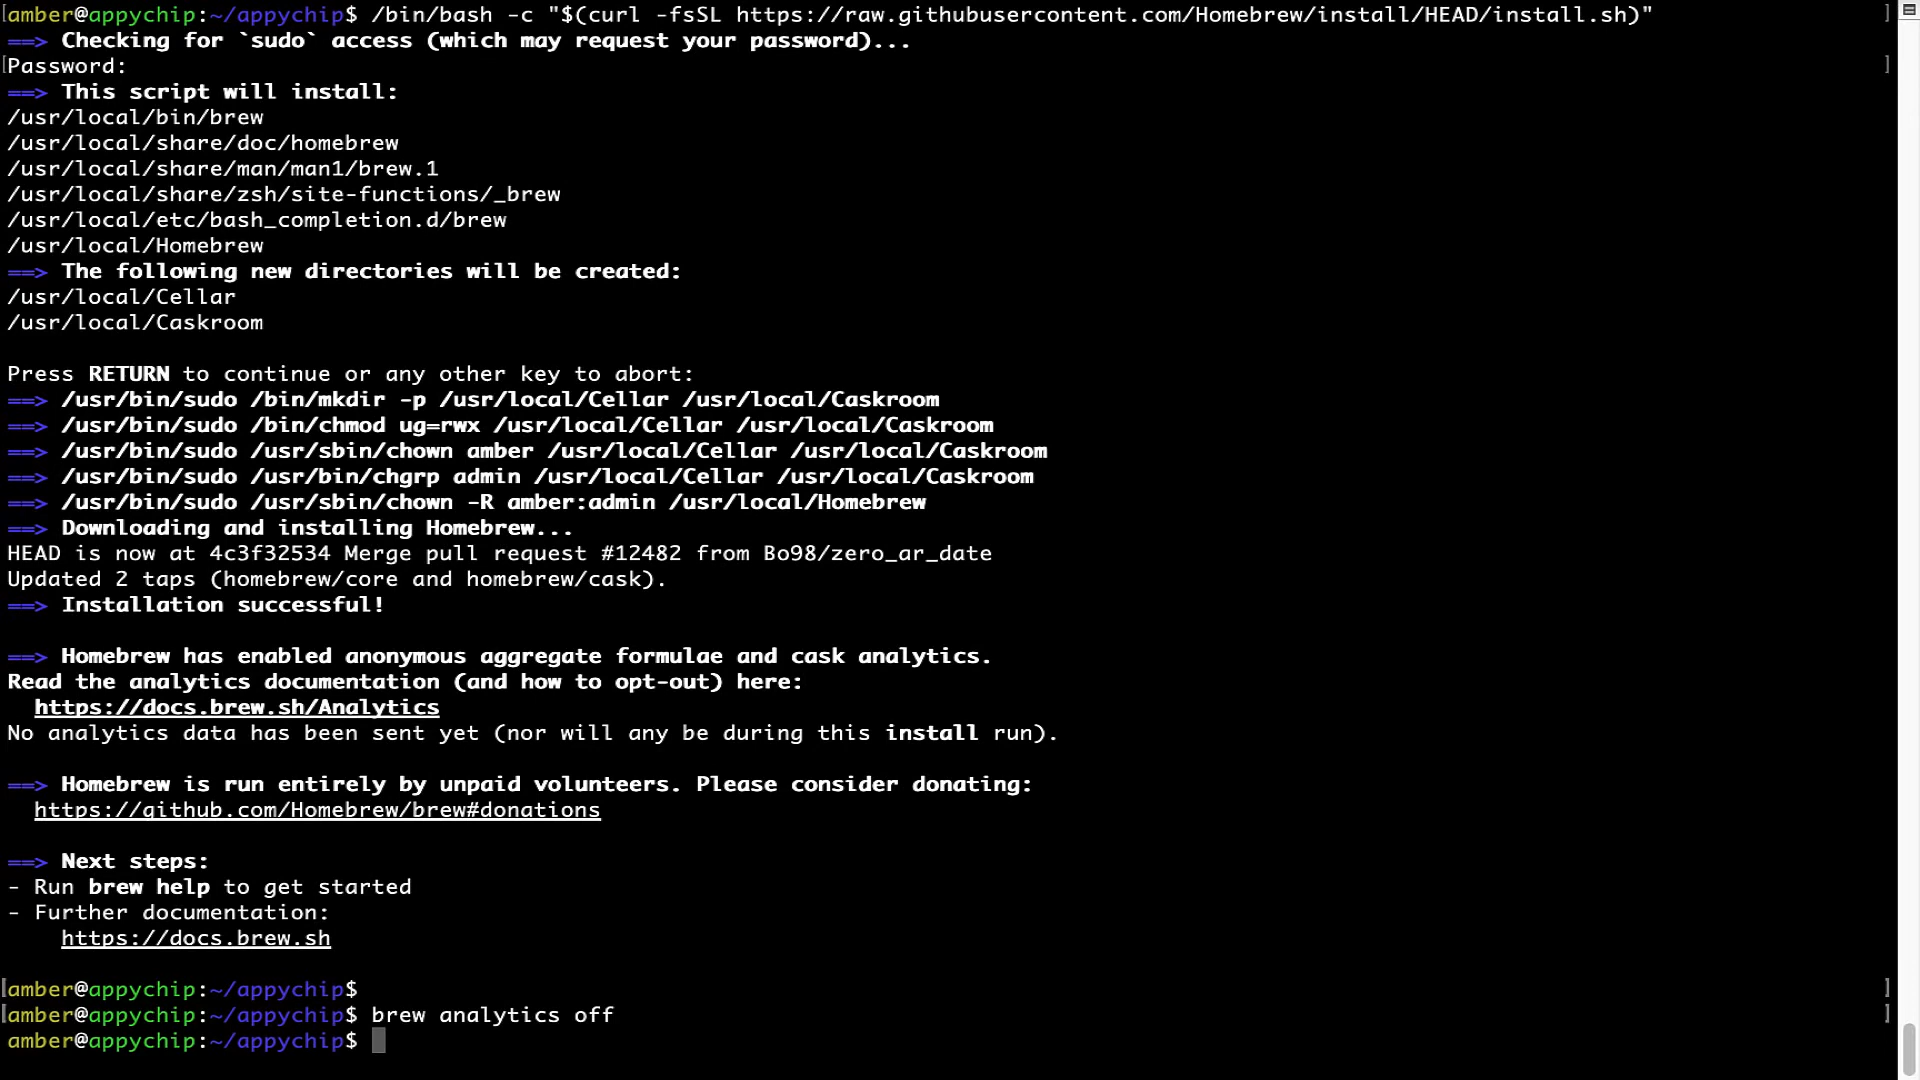 amber@appychip:~/appychip$ /bin/bash -c "$(curl -fsSL https://raw.githubusercontent.com/Homebrew/install/HEAD/install.sh)"
==> Checking for `sudo` access (which may request your password)...
Password:
==> This script will install:
/usr/local/bin/brew
/usr/local/share/doc/homebrew
/usr/local/share/man/man1/brew.1
/usr/local/share/zsh/site-functions/_brew
/usr/local/etc/bash_completion.d/brew
/usr/local/Homebrew
==> The following new directories will be created:
/usr/local/Cellar
/usr/local/Caskroom
Press RETURN to continue or any other key to abort:
==> /usr/bin/sudo /bin/mkdir -p /usr/local/Cellar /usr/local/Caskroom
==> /usr/bin/sudo /bin/chmod ug=rwx /usr/local/Cellar /usr/local/Caskroom
==> /usr/bin/sudo /usr/sbin/chown amber /usr/local/Cellar /usr/local/Caskroom
==> /usr/bin/sudo /usr/bin/chgrp admin /usr/local/Cellar /usr/local/Caskroom
==> /usr/bin/sudo /usr/sbin/chown -R amber:admin /usr/local/Homebrew
==> Downloading and installing Homebrew...
HEAD is now at 4c3f32534 Merge pull request #12482 from Bo98/zero_ar_date
Updated 2 taps (homebrew/core and homebrew/cask).
==> Installation successful!
==> Homebrew has enabled anonymous aggregate formulae and cask analytics.
Read the analytics documentation (and how to opt-out) here:
https://docs.brew.sh/Analytics
No analytics data has been sent yet (nor will any be during this install run).
==> Homebrew is run entirely by unpaid volunteers. Please consider donating:
https://github.com/Homebrew/brew#donations
==> Next steps:
- Run brew help to get started
- Further documentation:
https://docs.brew.sh
amber@appychip:~/appychip$
amber@appychip:~/appychip$ brew analytics off
amber@appychip:~/appychip$